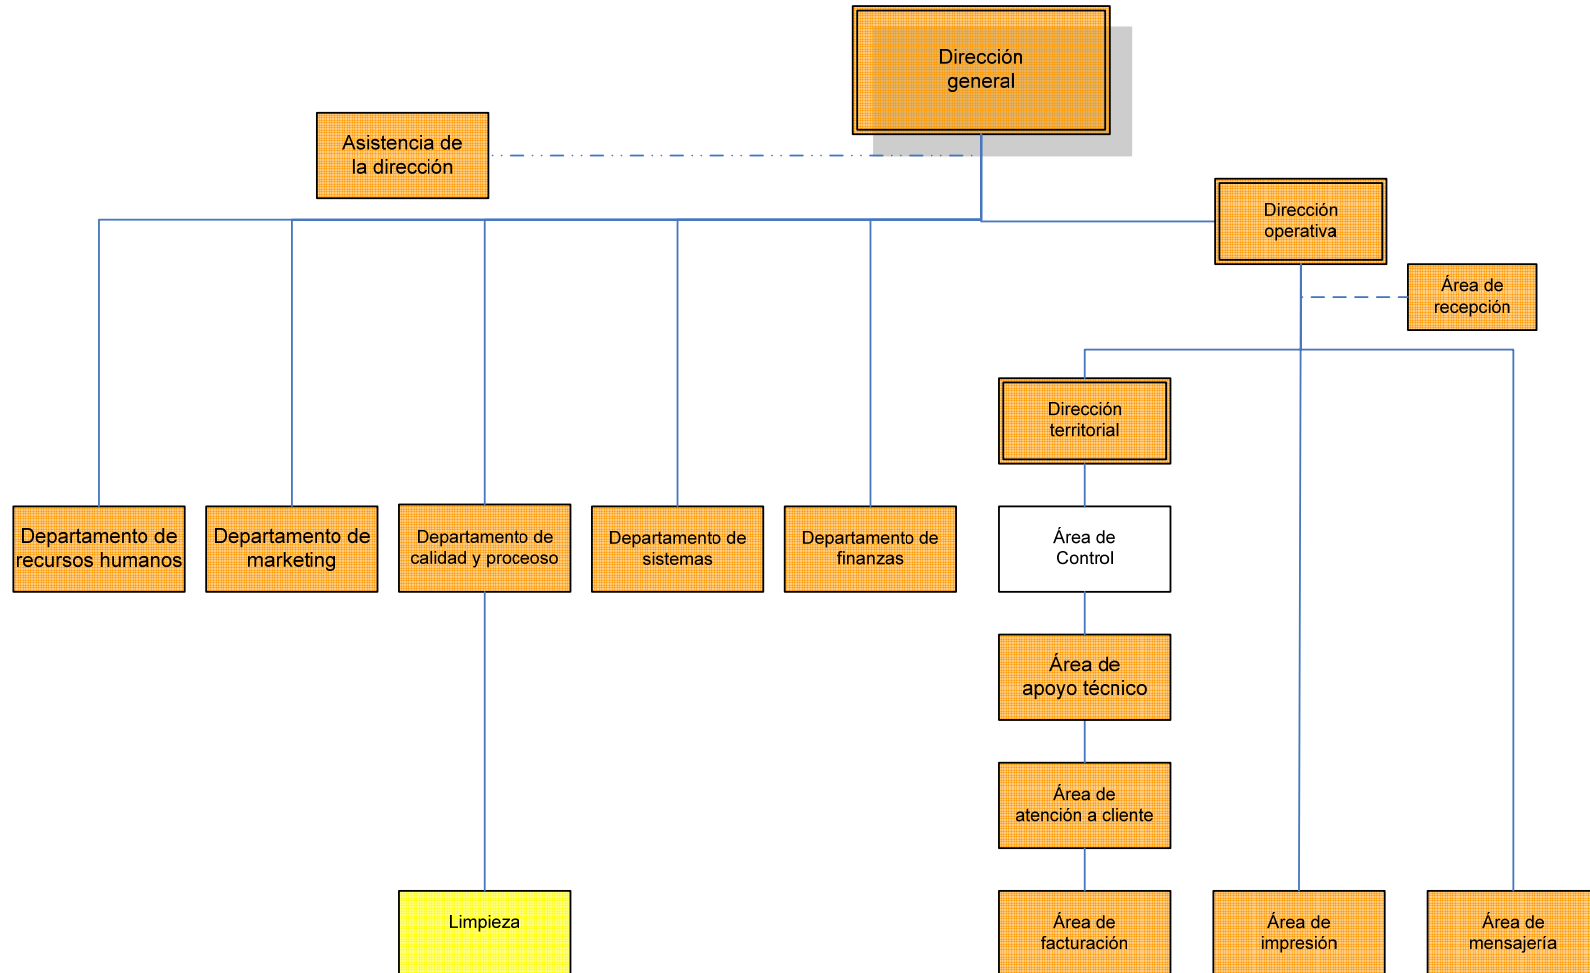 Dirección
general
Asistencia de
la dirección
Dirección
operativa
Área de
recepción
Dirección
territorial
Departamento de
recursos humanos
Departamento de
marketing
Departamento de
calidad y proceoso
Departamento de
sistemas
Departamento de
finanzas
Área de
Control
Área de
apoyo técnico
Área de
atención a cliente
Limpieza
Área de
facturación
Área de
impresión
Área de
mensajería